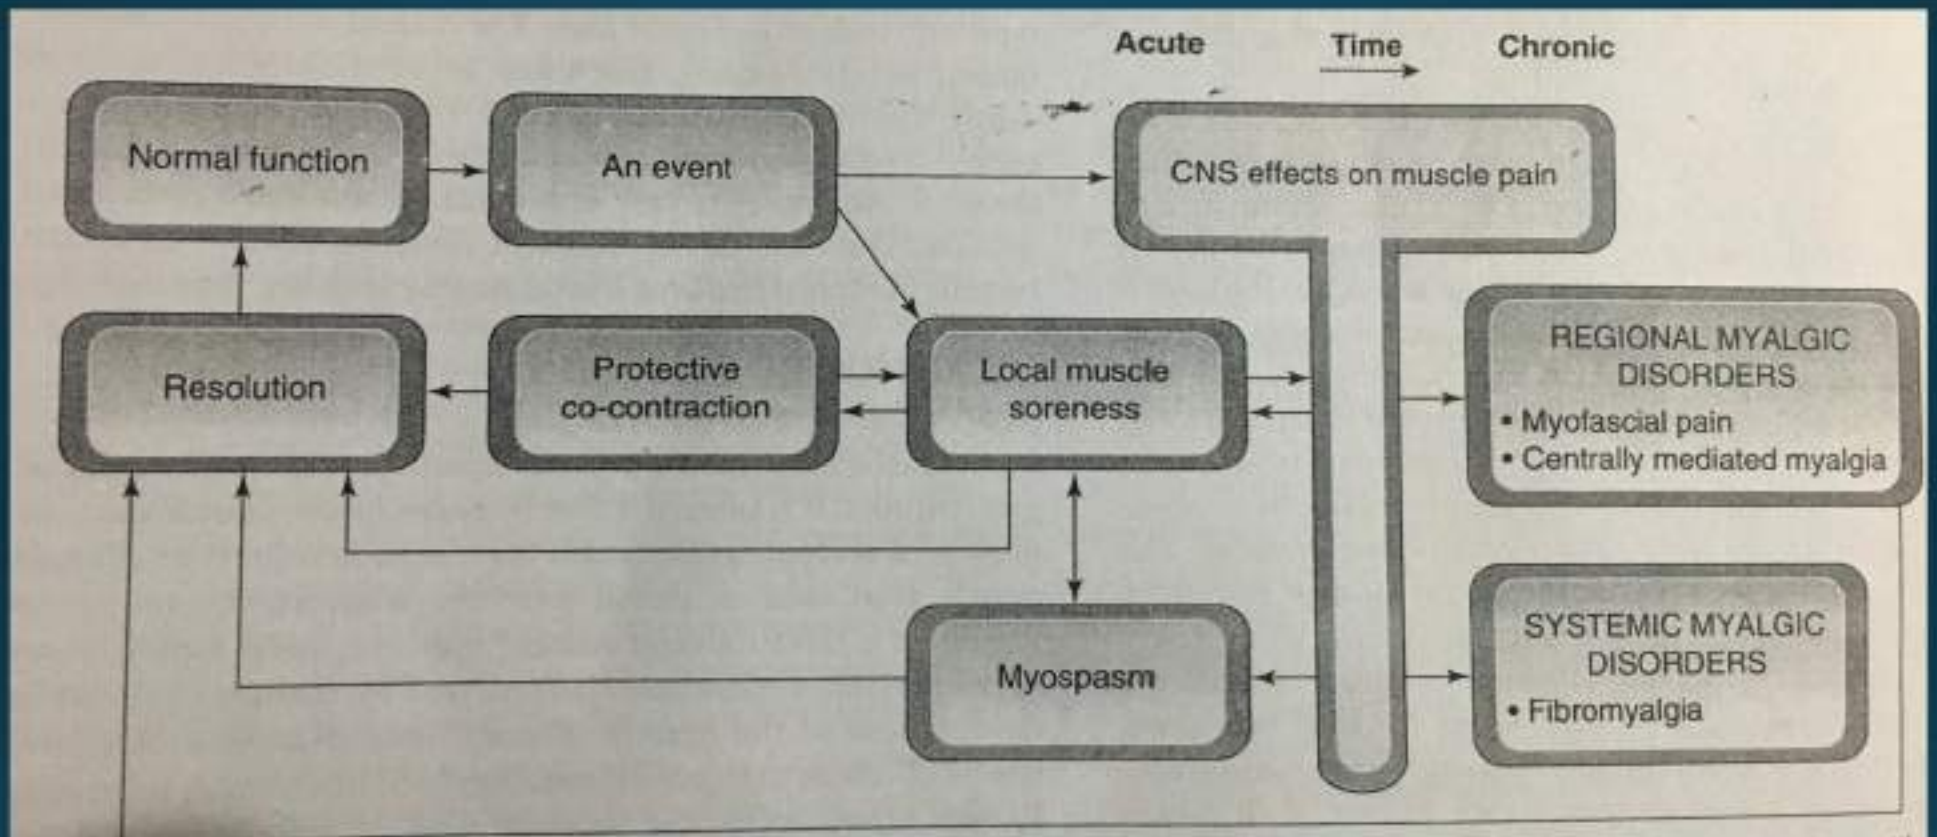 Acute
Time
Chronic
Normal function
An event
CNS effects on muscle pain
Resolution
Protective
co-contraction
Local muscle
soreness
REGIONAL MYALGIC
DISORDERS
• Myofascial pain
• Centrally mediated myalgia
Myospasm
SYSTEMIC MYALGIC
DISORDERS
• Fibromyalgia